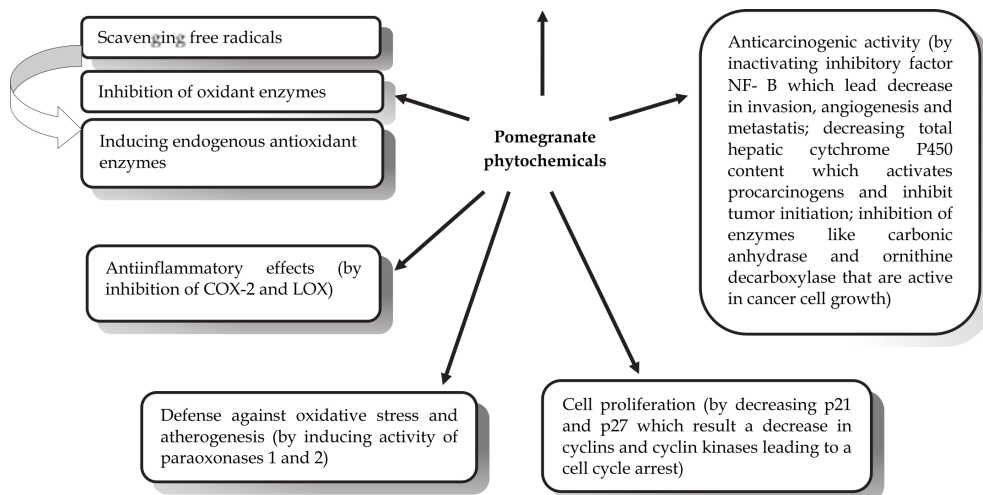 Scavenging free radicals
Inhibition of oxidant enzymes
Inducing endogenous antioxidant
enzymes
Pomegranate
phytochemicals
Anticarcinogenic activity (by
inactivating inhibitory factor
NF- B which lead decrease
in invasion, angiogenesis and
metastatis; decreasing total
hepatic cytchrome P450
content which activates
procarcinogens and inhibit
tumor initiation; inhibition of
enzymes like carbonic
anhydrase and ornithine
decarboxylase that are active
in cancer cell growth)
Antiinflammatory effects (by
inhibition of COX-2 and LOX)
Defense against oxidative stress and
atherogenesis (by inducing activity of
paraoxonases 1 and 2)
Cell proliferation (by decreasing p21
and p27 which result a decrease in
cyclins and cyclin kinases leading to a
cell cycle arrest)